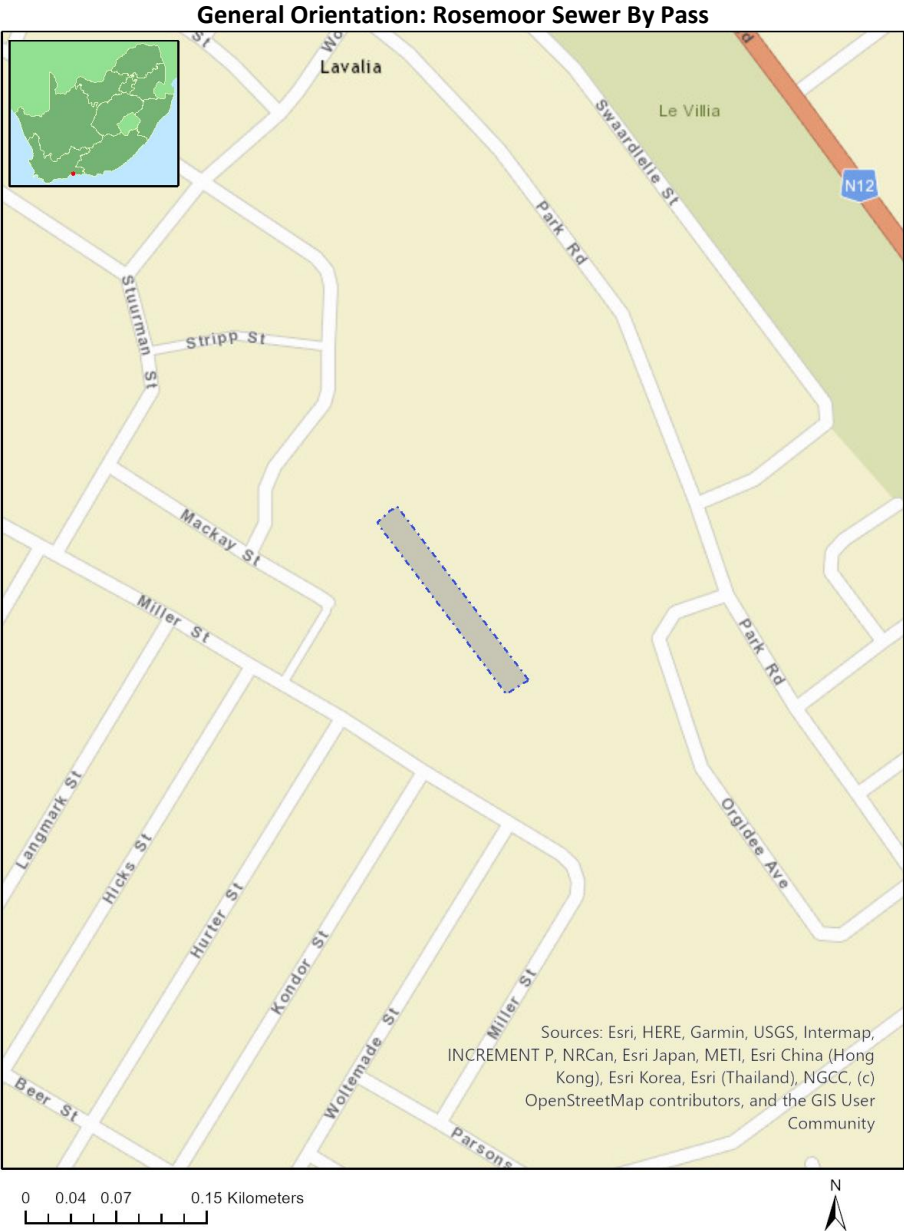 General Orientation: Rosemoor Sewer By Pass
St
Wo
d
Lavalia
Le Villia
Swaardlelie St
N12
Park Rd
Stuurman St
Stripp St
Mackay St
Miller St
Park Rd
Langmark St
Hicks St
Hurter St
Kondor St
Orgidee Ave
Miller St
Woltemade St
Beer St
Parsons
Sources: Esri, HERE, Garmin, USGS, Intermap,
INCREMENT P, NRCan, Esri Japan, METI, Esri China (Hong
Kong), Esri Korea, Esri (Thailand), NGCC, (c)
OpenStreetMap contributors, and the GIS User
Community
0 0.04 0.07 0.15 Kilometers
N